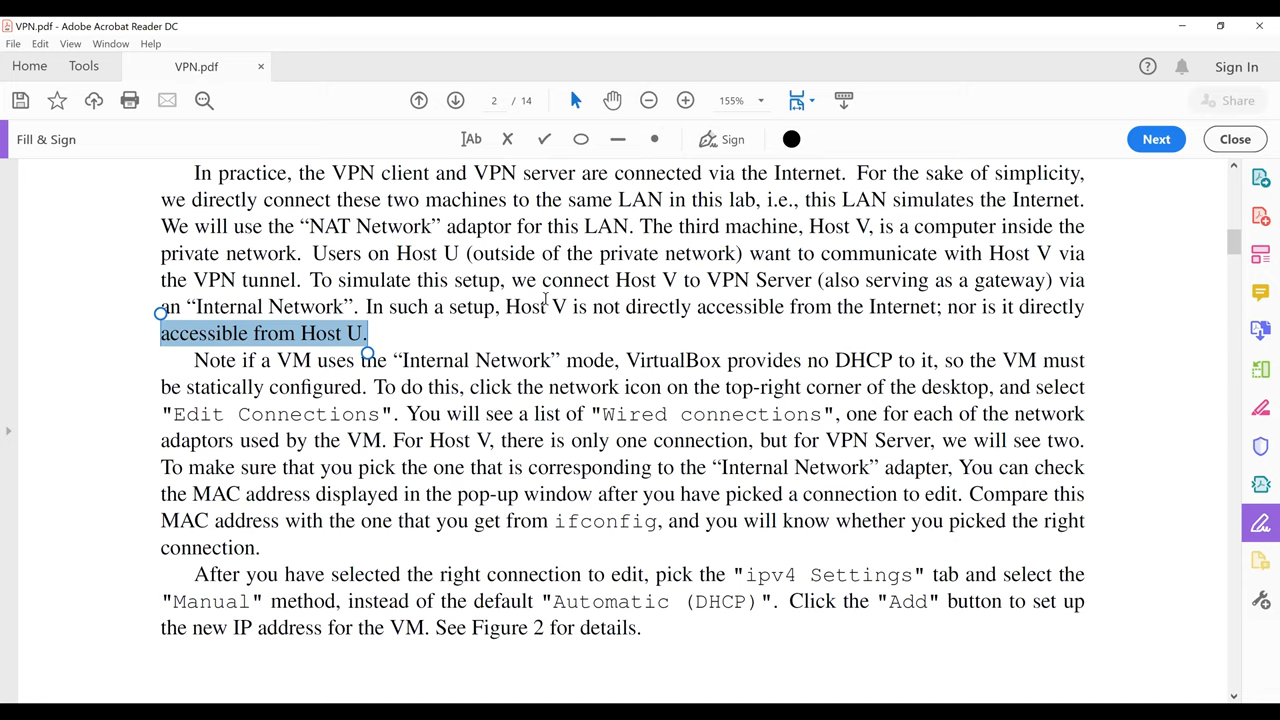 VPN.pdf - Adobe Acrobat Reader DC
File Edit View Window Help
Home Tools VPN.pdf × Sign In
2 / 14 155% Share
Fill & Sign Ab Sign Next Close
In practice, the VPN client and VPN server are connected via the Internet. For the sake of simplicity,
we directly connect these two machines to the same LAN in this lab, i.e., this LAN simulates the Internet.
We will use the “NAT Network” adaptor for this LAN. The third machine, Host V, is a computer inside the
private network. Users on Host U (outside of the private network) want to communicate with Host V via
the VPN tunnel. To simulate this setup, we connect Host V to VPN Server (also serving as a gateway) via
an “Internal Network”. In such a setup, Host V is not directly accessible from the Internet; nor is it directly
accessible from Host U.
Note if a VM uses the “Internal Network” mode, VirtualBox provides no DHCP to it, so the VM must
be statically configured. To do this, click the network icon on the top-right corner of the desktop, and select
"Edit Connections". You will see a list of "Wired connections", one for each of the network
adaptors used by the VM. For Host V, there is only one connection, but for VPN Server, we will see two.
To make sure that you pick the one that is corresponding to the “Internal Network” adapter, You can check
the MAC address displayed in the pop-up window after you have picked a connection to edit. Compare this
MAC address with the one that you get from ifconfig, and you will know whether you picked the right
connection.
After you have selected the right connection to edit, pick the "ipv4 Settings" tab and select the
"Manual" method, instead of the default "Automatic (DHCP)". Click the "Add" button to set up
the new IP address for the VM. See Figure 2 for details.